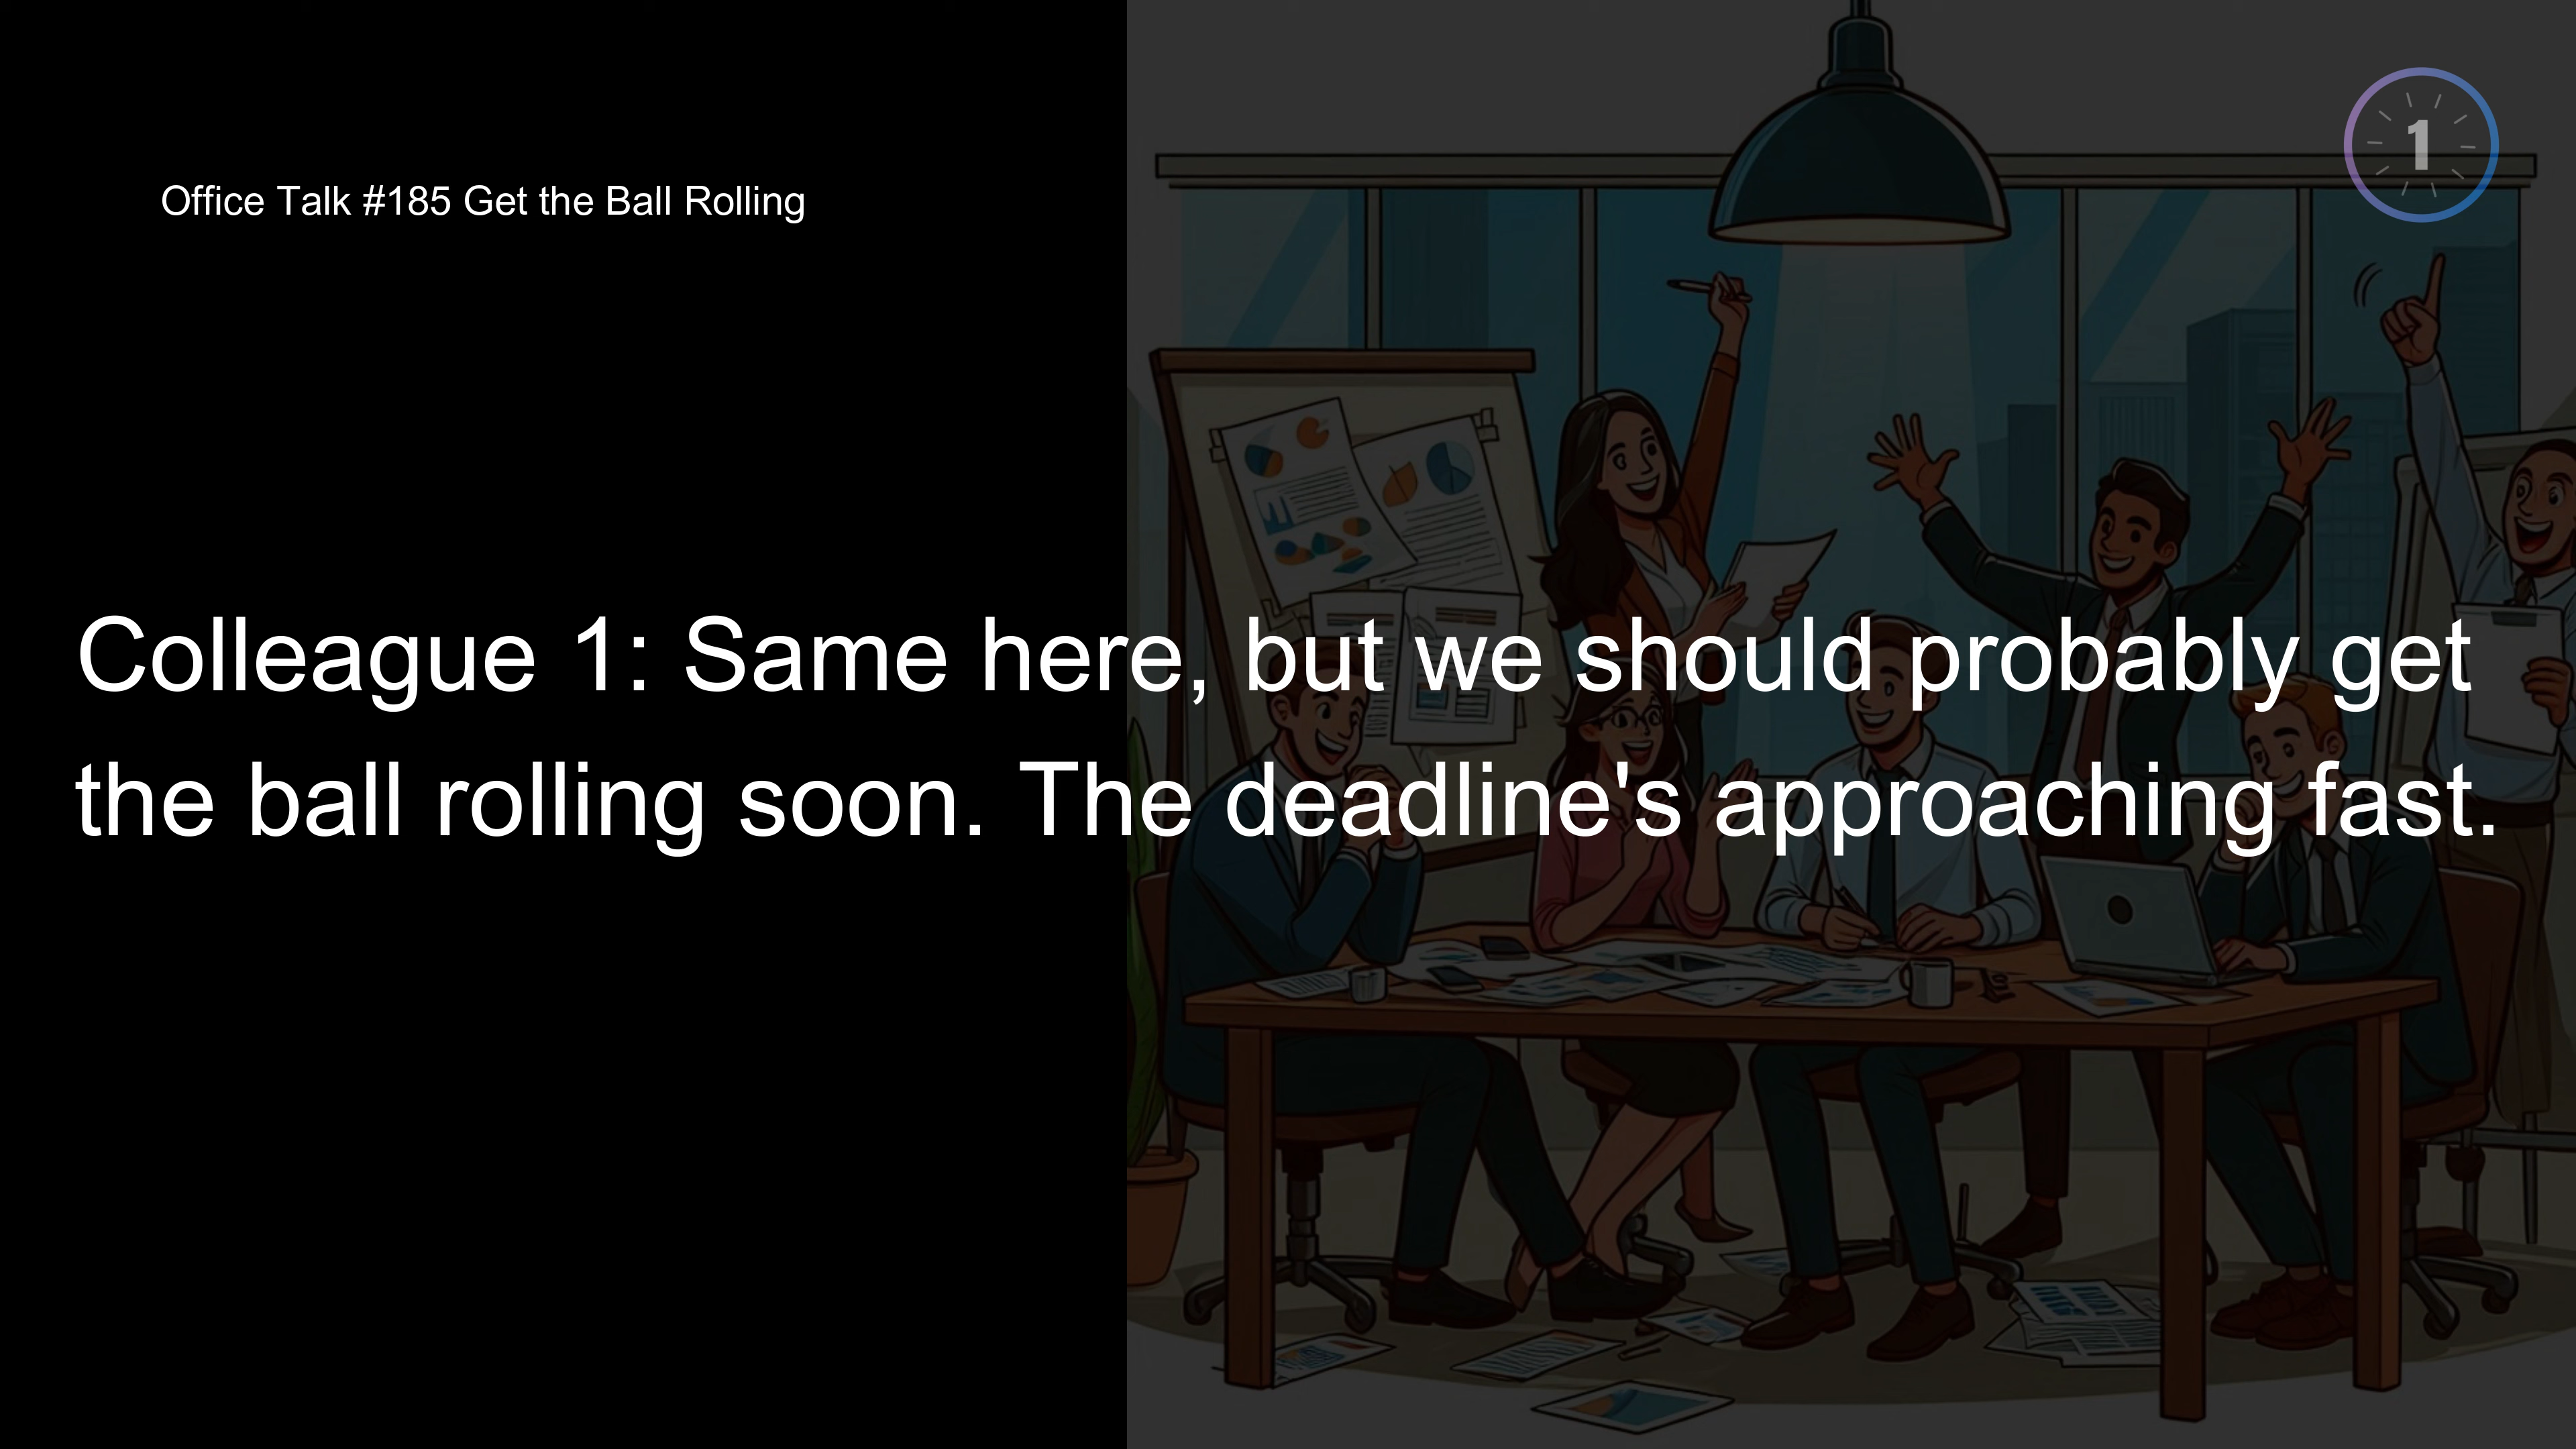 Office Talk #185 Get the Ball Rolling
1
Colleague 1: Same here, but we should probably get
the ball rolling soon. The deadline's approaching fast.